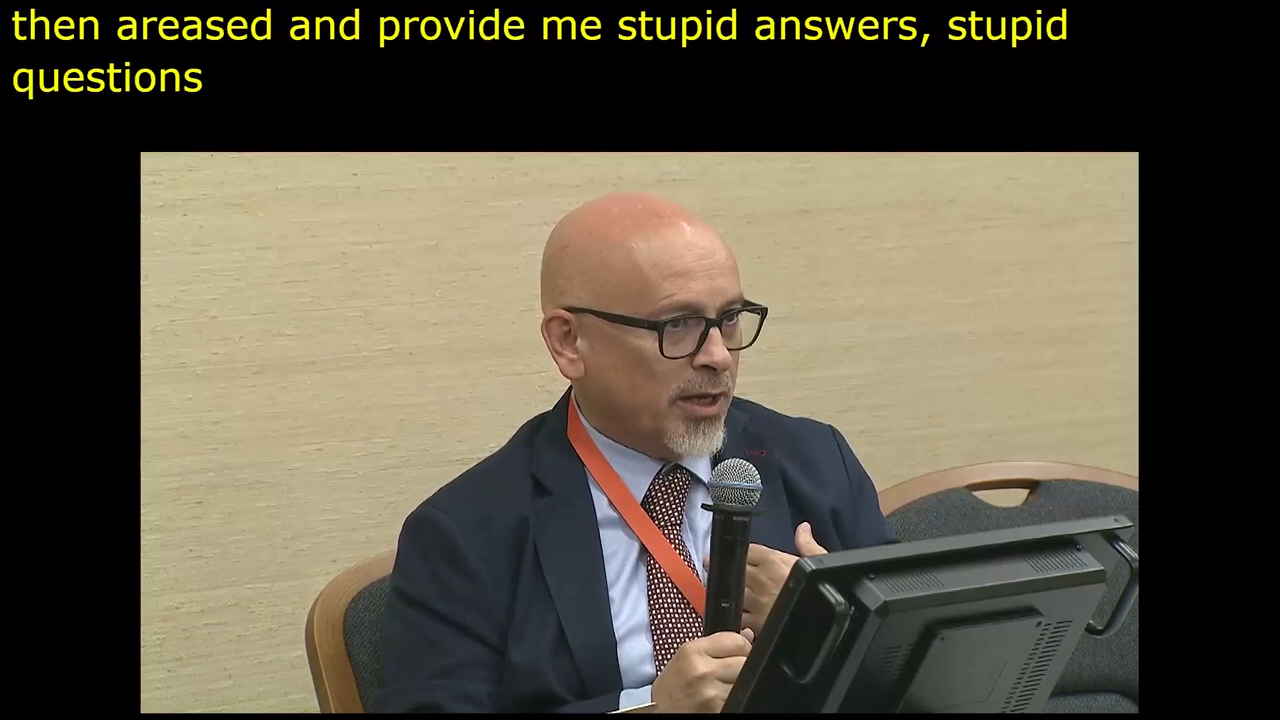 then areased and provide me stupid answers, stupid
questions